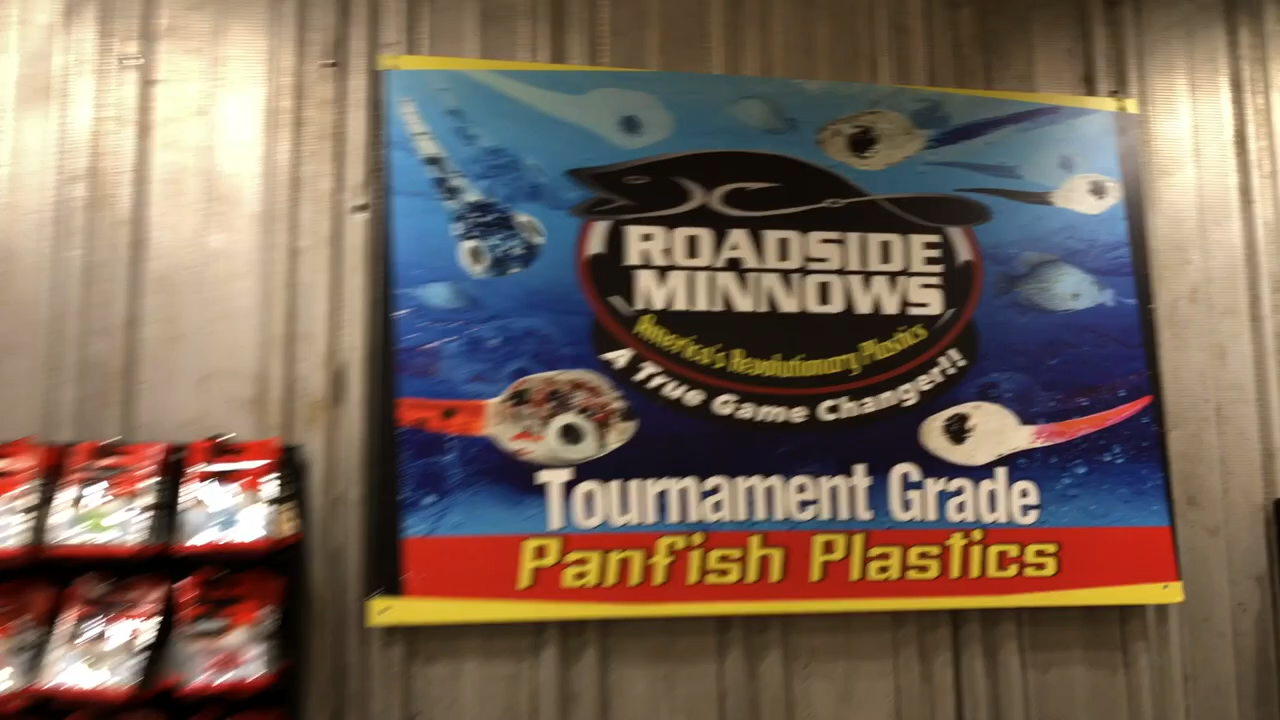 ROADSIDE
MINNOWS
America's Revolutionary Plastics
A True Game Changer!!
Tournament Grade
Panfish Plastics